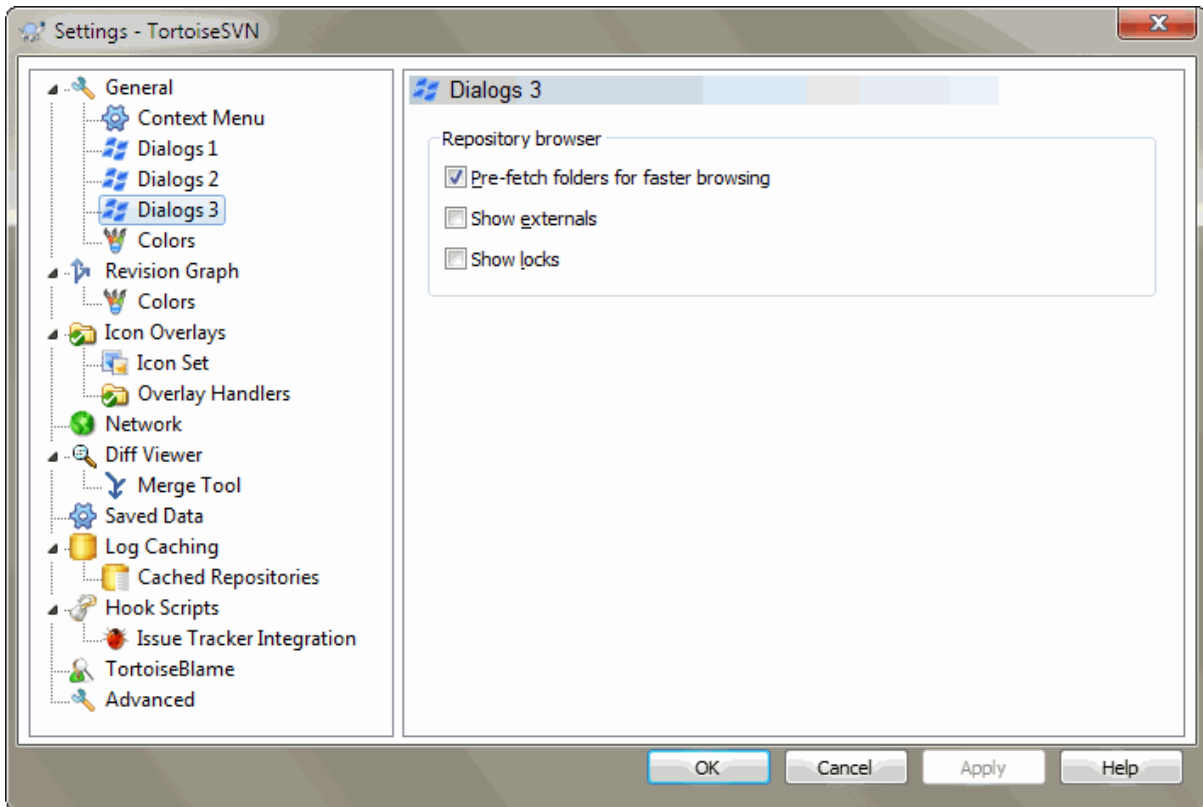 Settings - TortoiseSVN
General
Context Menu
Dialogs 1
Dialogs 2
Dialogs 3
Colors
Revision Graph
Colors
Icon Overlays
Icon Set
Overlay Handlers
Network
Diff Viewer
Merge Tool
Saved Data
Log Caching
Cached Repositories
Hook Scripts
Issue Tracker Integration
TortoiseBlame
Advanced
Dialogs 3
Repository browser
Pre-fetch folders for faster browsing
Show externals
Show locks
OK Cancel Apply Help